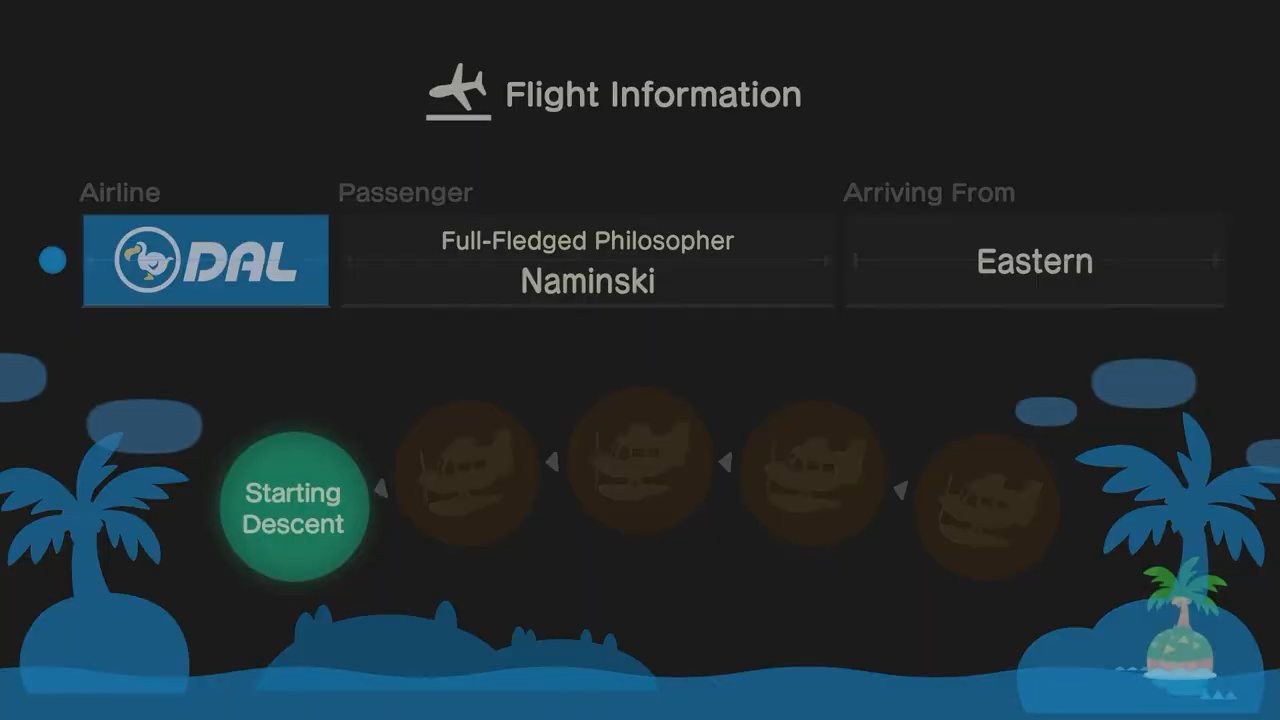 Flight Information
Airline
Passenger
Arriving From
DAL
Full-Fledged Philosopher
Naminski
Eastern
Starting
Descent